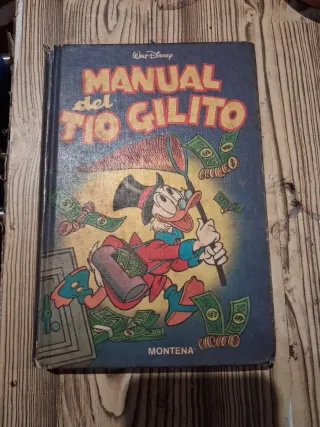 Walt Disney
MANUAL
del
TIO GILITO
MONTENA